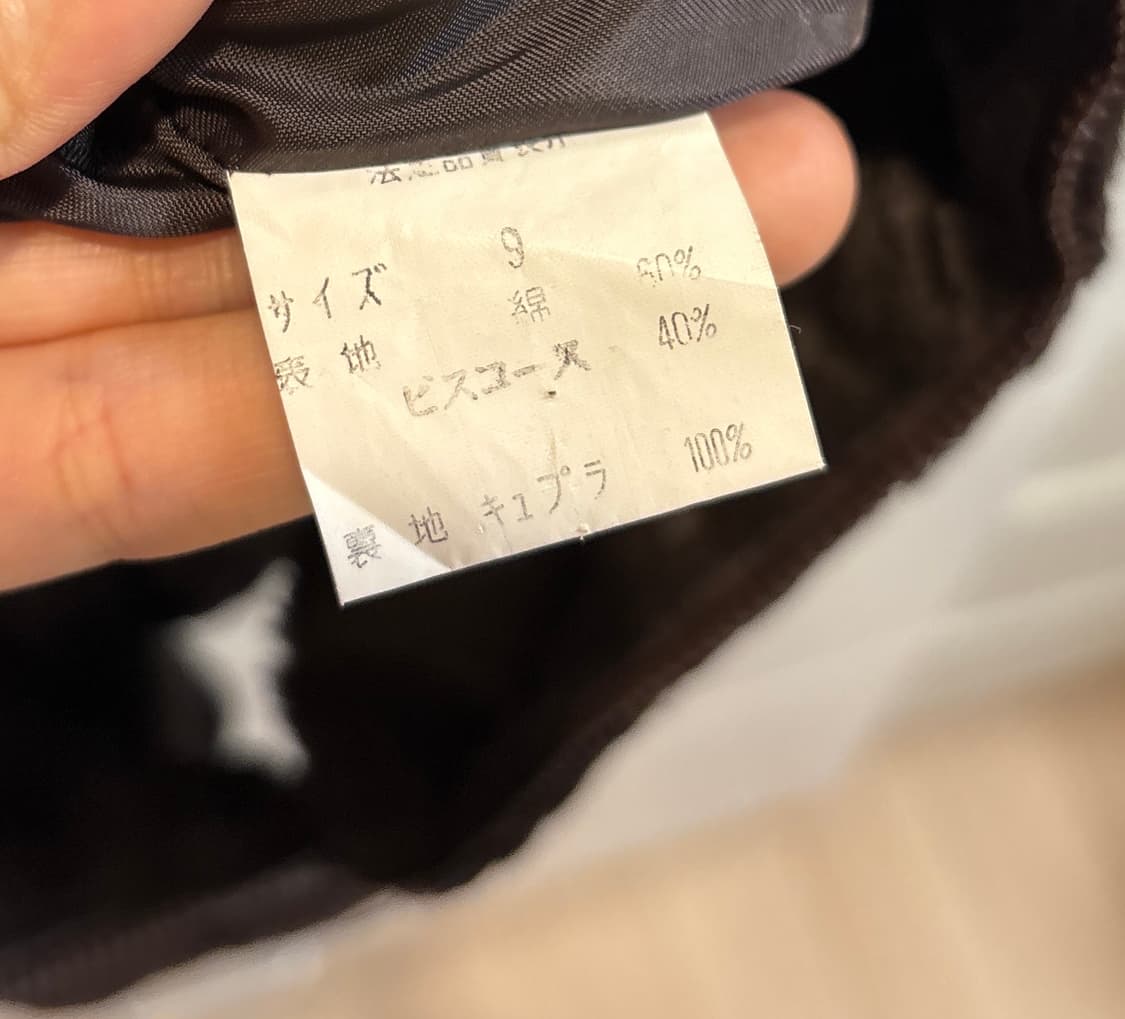 サイズ 9
表地 綿 60%
ビスコース 40%
裏地 キュプラ 100%